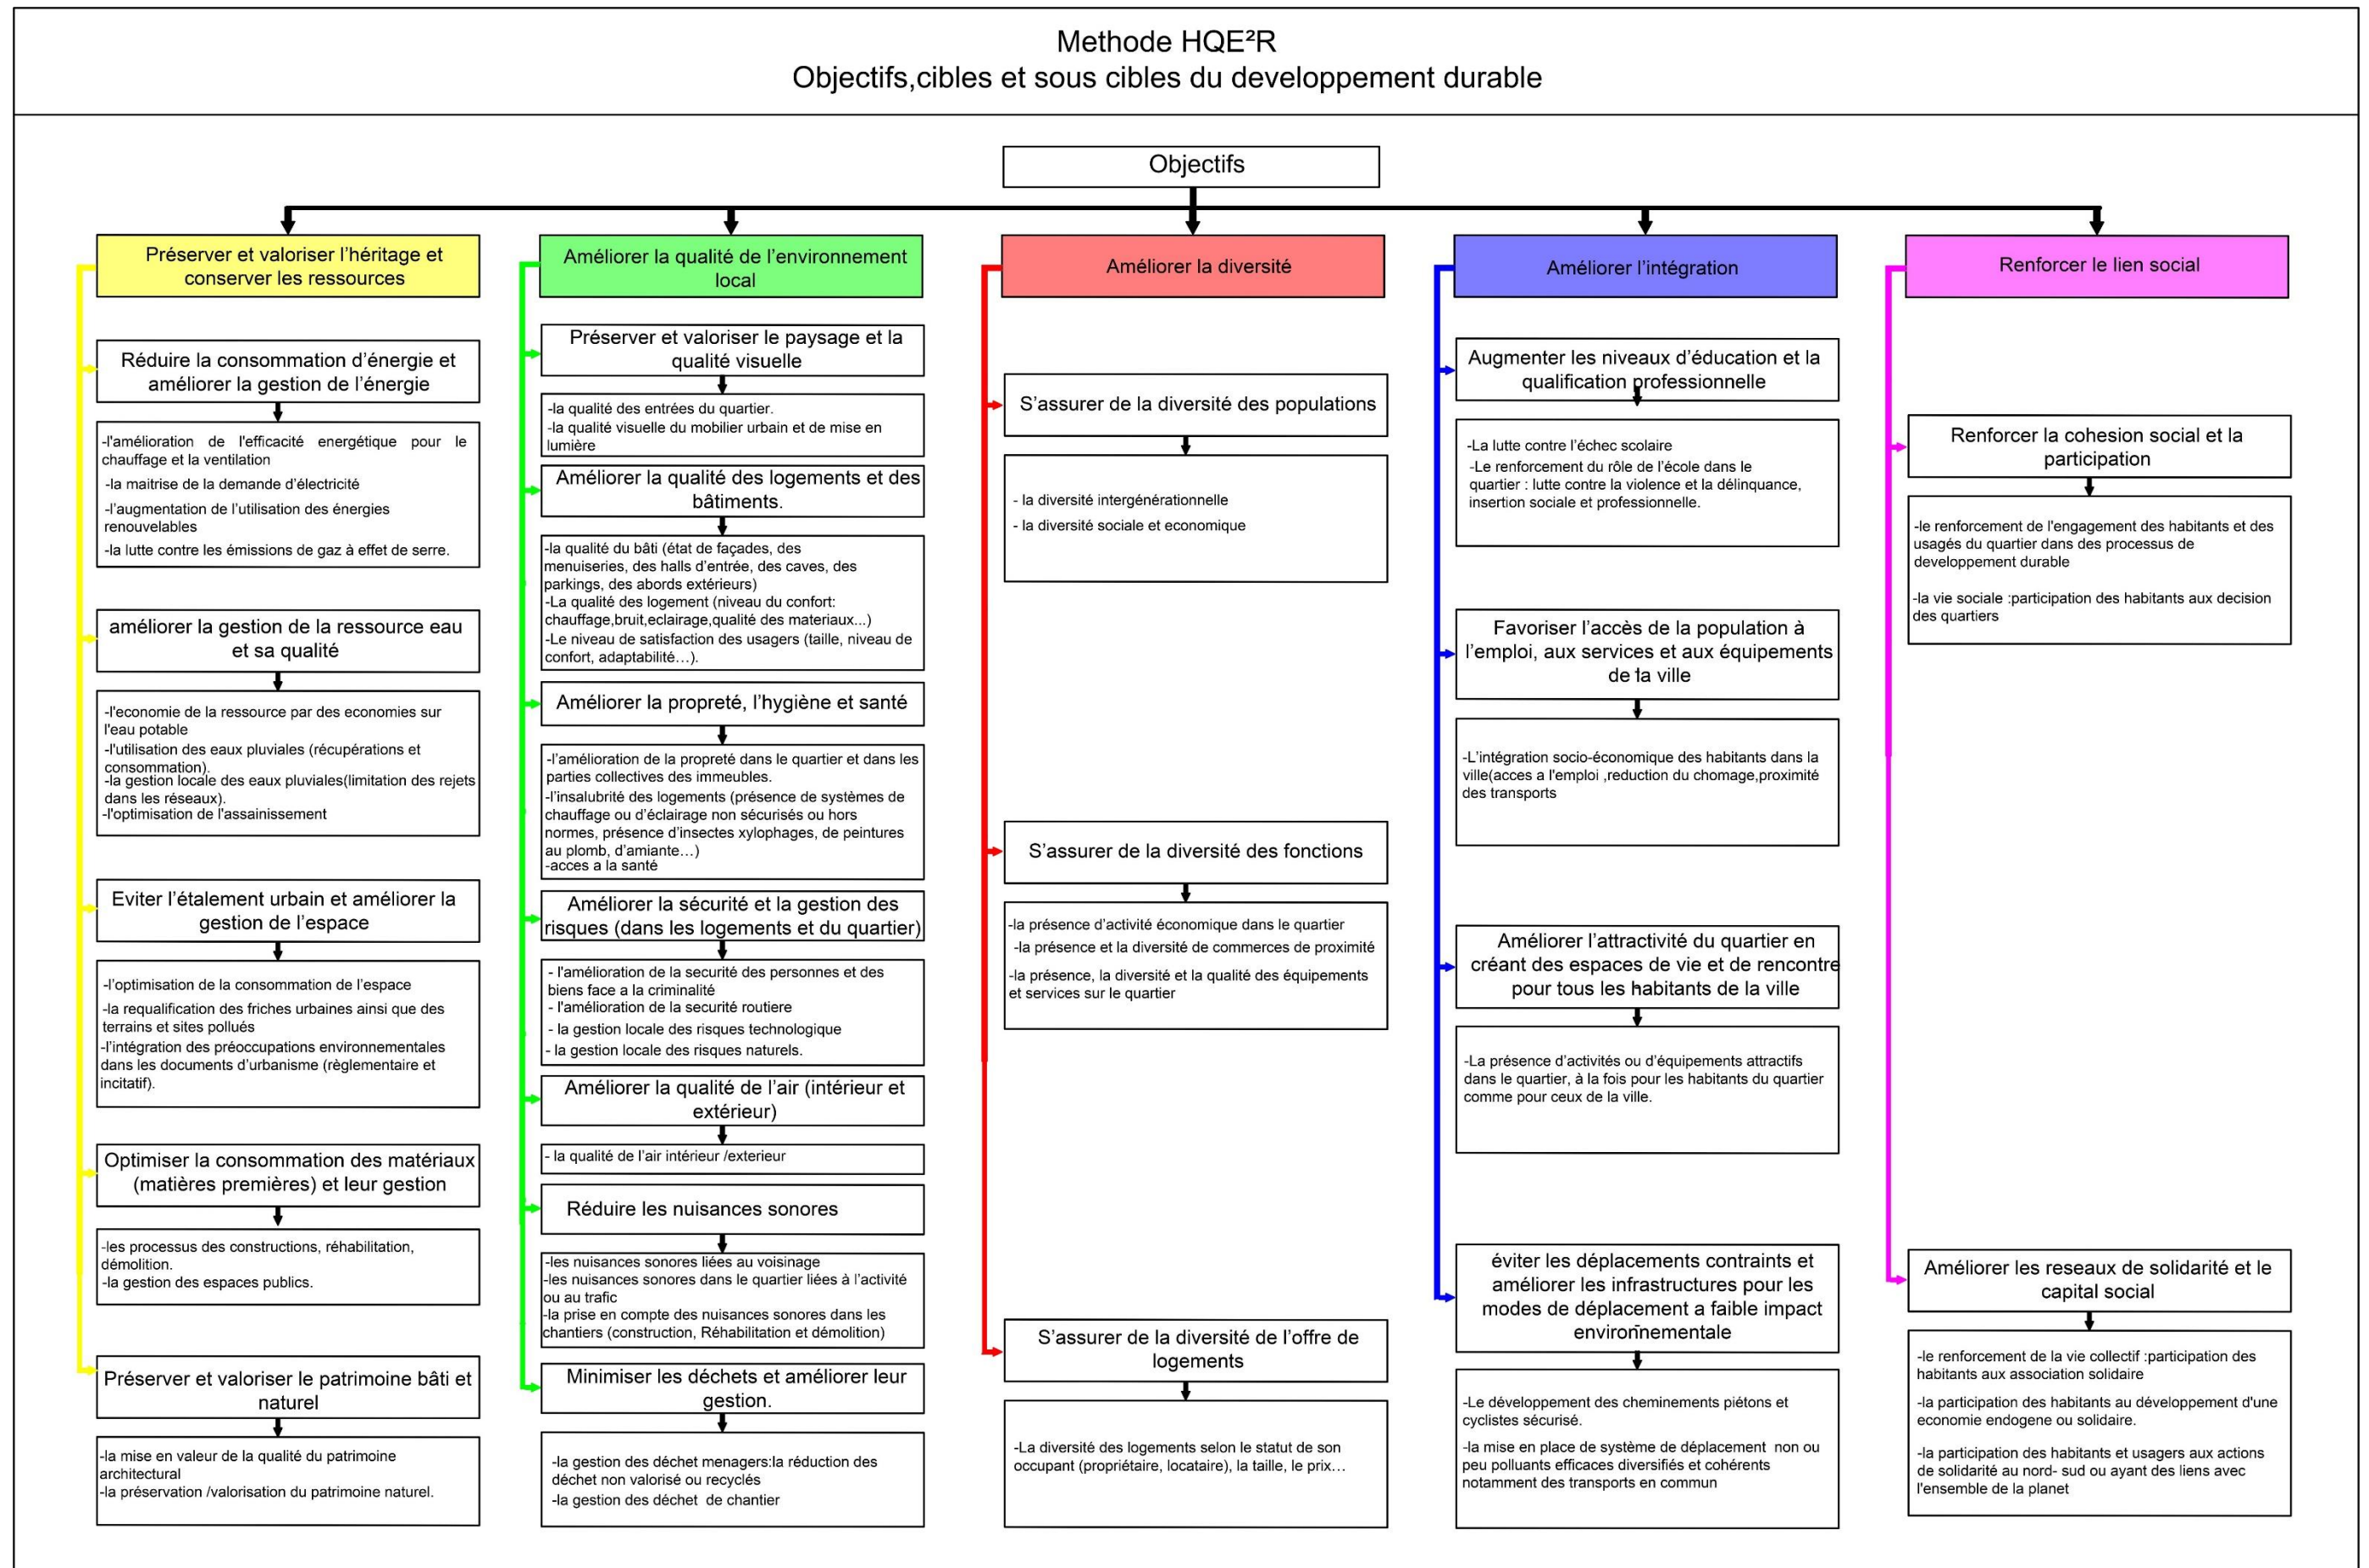 Methode HQE²R
Objectifs,cibles et sous cibles du developpement durable
Objectifs
Préserver et valoriser l’héritage et
conserver les ressources
Réduire la consommation d’énergie et
améliorer la gestion de l’énergie
-l'amélioration de l'efficacité energétique pour le
chauffage et la ventilation
-la maitrise de la demande d’électricité
-l’augmentation de l’utilisation des énergies
renouvelables
-la lutte contre les émissions de gaz à effet de serre.
améliorer la gestion de la ressource eau
et sa qualité
-l'economie de la ressource par des economies sur
l'eau potable
-l'utilisation des eaux pluviales (récupérations et
consommation).
-la gestion locale des eaux pluviales(limitation des rejets
dans les réseaux).
-l'optimisation de l'assainissement
Eviter l’étalement urbain et améliorer la
gestion de l’espace
-l’optimisation de la consommation de l’espace
-la requalification des friches urbaines ainsi que des
terrains et sites pollués
-l’intégration des préoccupations environnementales
dans les documents d’urbanisme (règlementaire et
incitatif).
Optimiser la consommation des matériaux
(matières premières) et leur gestion
-les processus des constructions, réhabilitation,
démolition.
-la gestion des espaces publics.
Préserver et valoriser le patrimoine bâti et
naturel
-la mise en valeur de la qualité du patrimoine
architectural
-la préservation /valorisation du patrimoine naturel.
Améliorer la qualité de l’environnement
local
Préserver et valoriser le paysage et la
qualité visuelle
-la qualité des entrées du quartier.
-la qualité visuelle du mobilier urbain et de mise en
lumière
Améliorer la qualité des logements et des
bâtiments.
-la qualité du bâti (état de façades, des
menuiseries, des halls d’entrée, des caves, des
parkings, des abords extérieurs)
-La qualité des logement (niveau du confort:
chauffage,bruit,eclairage,qualité des materiaux...)
-Le niveau de satisfaction des usagers (taille, niveau de
confort, adaptabilité…).
Améliorer la propreté, l’hygiène et santé
-l’amélioration de la propreté dans le quartier et dans les
parties collectives des immeubles.
-l’insalubrité des logements (présence de systèmes de
chauffage ou d’éclairage non sécurisés ou hors
normes, présence d’insectes xylophages, de peintures
au plomb, d’amiante…)
-acces a la santé
Améliorer la sécurité et la gestion des
risques (dans les logements et du quartier)
- l'amélioration de la securité des personnes et des
biens face a la criminalité
- l'amélioration de la securité routiere
- la gestion locale des risques technologique
- la gestion locale des risques naturels.
Améliorer la qualité de l’air (intérieur et
extérieur)
- la qualité de l’air intérieur /exterieur
Réduire les nuisances sonores
-les nuisances sonores liées au voisinage
-les nuisances sonores dans le quartier liées à l’activité
ou au trafic
-la prise en compte des nuisances sonores dans les
chantiers (construction, Réhabilitation et démolition)
Minimiser les déchets et améliorer leur
gestion.
-la gestion des déchet menagers:la réduction des
déchet non valorisé ou recyclés
-la gestion des déchet de chantier
Améliorer la diversité
S’assurer de la diversité des populations
- la diversité intergénérationnelle
- la diversité sociale et economique
S’assurer de la diversité des fonctions
-la présence d’activité économique dans le quartier
-la présence et la diversité de commerces de proximité
-la présence, la diversité et la qualité des équipements
et services sur le quartier
S’assurer de la diversité de l’offre de
logements
-La diversité des logements selon le statut de son
occupant (propriétaire, locataire), la taille, le prix…
Améliorer l’intégration
Augmenter les niveaux d’éducation et la
qualification professionnelle
-La lutte contre l’échec scolaire
-Le renforcement du rôle de l’école dans le
quartier : lutte contre la violence et la délinquance,
insertion sociale et professionnelle.
Favoriser l’accès de la population à
l’emploi, aux services et aux équipements
de la ville
-L’intégration socio-économique des habitants dans la
ville(acces a l'emploi ,reduction du chomage,proximité
des transports
Améliorer l’attractivité du quartier en
créant des espaces de vie et de rencontre
pour tous les habitants de la ville
-La présence d’activités ou d’équipements attractifs
dans le quartier, à la fois pour les habitants du quartier
comme pour ceux de la ville.
éviter les déplacements contraints et
améliorer les infrastructures pour les
modes de déplacement a faible impact
environnementale
-Le développement des cheminements piétons et
cyclistes sécurisé.
-la mise en place de système de déplacement non ou
peu polluants efficaces diversifiés et cohérents
notamment des transports en commun
Renforcer le lien social
Renforcer la cohesion social et la
participation
-le renforcement de l'engagement des habitants et des
usagés du quartier dans des processus de
developpement durable
-la vie sociale :participation des habitants aux decision
des quartiers
Améliorer les reseaux de solidarité et le
capital social
-le renforcement de la vie collectif :participation des
habitants aux association solidaire
-la participation des habitants au développement d'une
economie endogene ou solidaire.
-la participation des habitants et usagers aux actions
de solidarité au nord- sud ou ayant des liens avec
l'ensemble de la planet